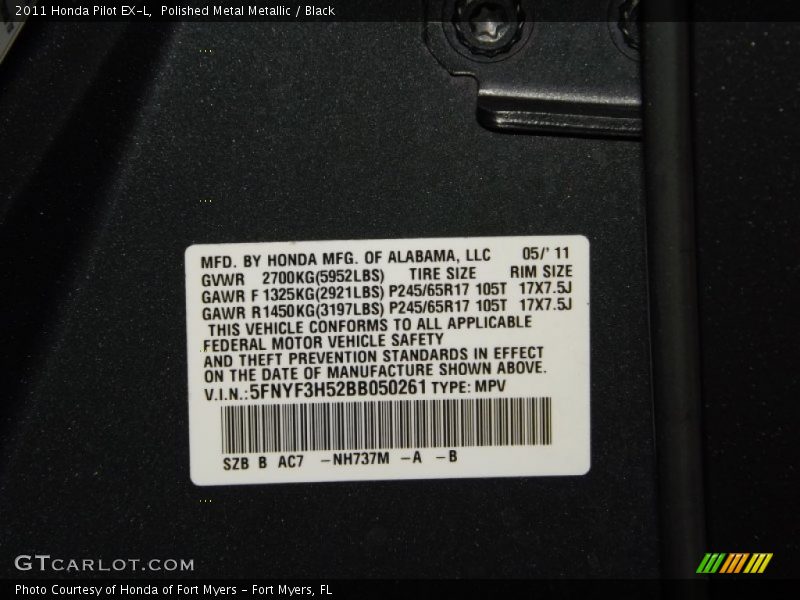 2011 Honda Pilot EX-L, Polished Metal Metallic / Black
MFD. BY HONDA MFG. OF ALABAMA, LLC 05/' 11
GVWR 2700KG(5952LBS) TIRE SIZE RIM SIZE
GAWR F 1325KG(2921LBS) P245/65R17 105T 17X7.5J
GAWR R1450KG(3197LBS) P245/65R17 105T 17X7.5J
THIS VEHICLE CONFORMS TO ALL APPLICABLE
FEDERAL MOTOR VEHICLE SAFETY
AND THEFT PREVENTION STANDARDS IN EFFECT
ON THE DATE OF MANUFACTURE SHOWN ABOVE.
V.I.N.:5FNYF3H52BB050261 TYPE: MPV
SZB B AC7 -NH737M -A -B
GTCARLOT.COM
Photo Courtesy of Honda of Fort Myers - Fort Myers, FL